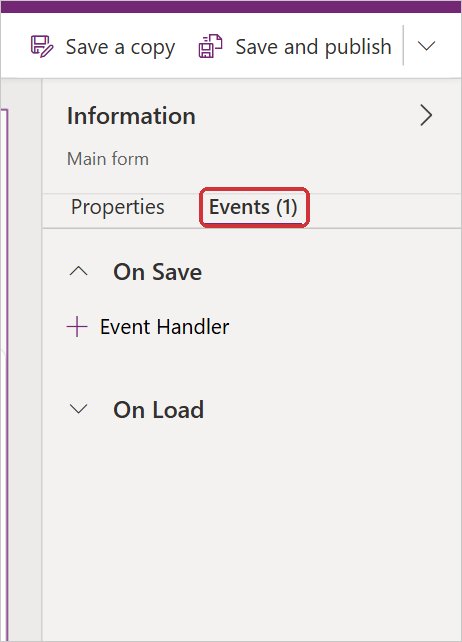 Save a copy Save and publish
Information
Main form
Properties Events (1)
On Save
Event Handler
On Load